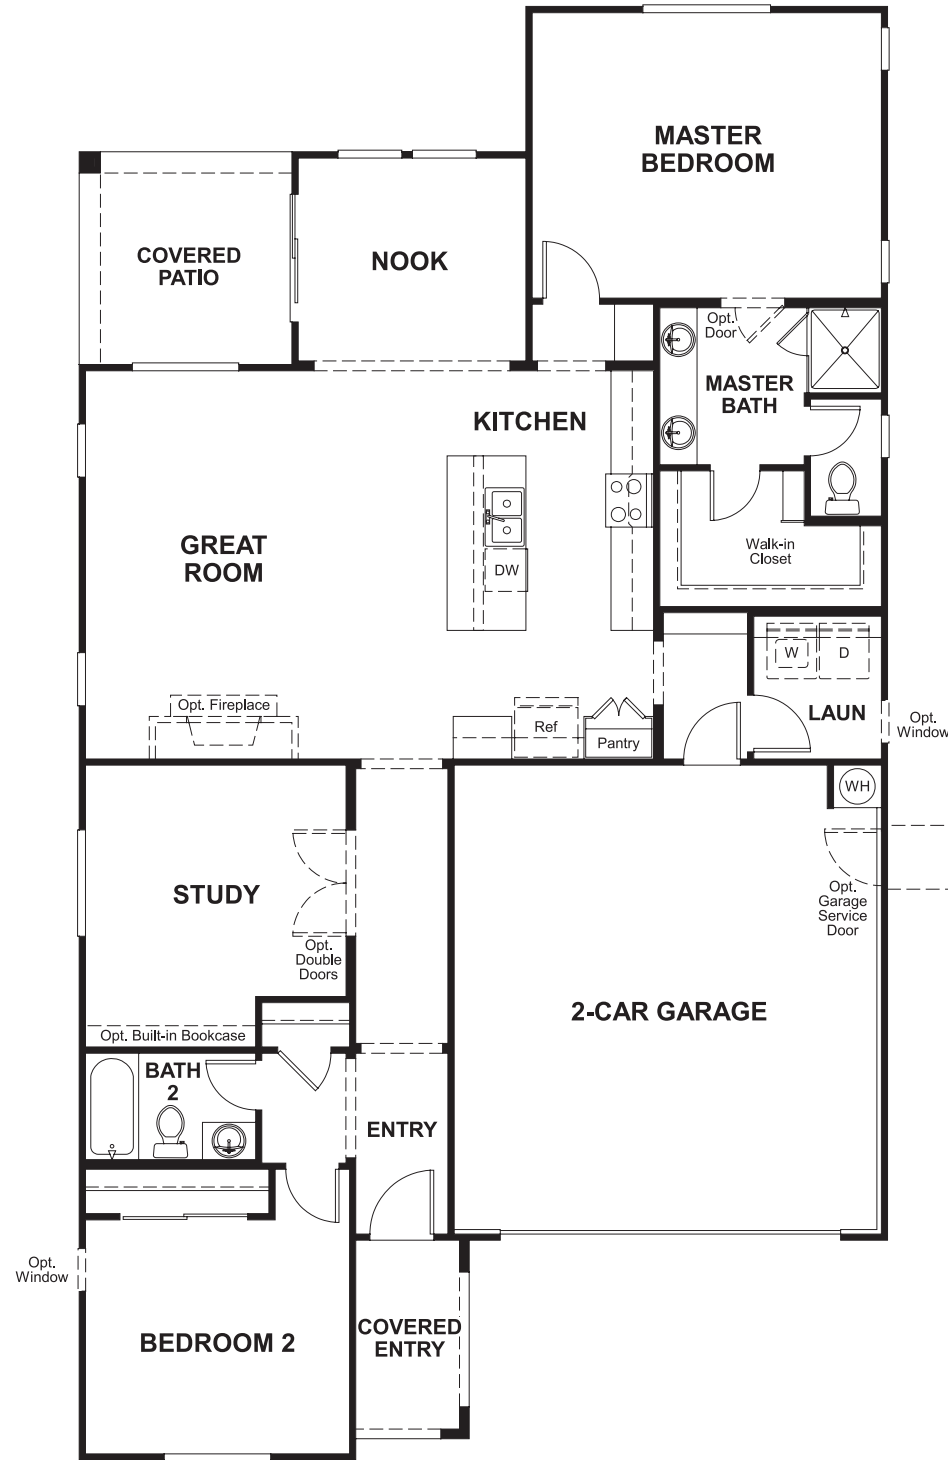 MASTER
BEDROOM
COVERED
PATIO
NOOK
Opt.
Door
MASTER
BATH
KITCHEN
GREAT
ROOM
DW
Walk-in
Closet
W
D
LAUN
Opt.
Window
Opt. Fireplace
Ref
Pantry
WH
STUDY
Opt.
Double
Doors
Opt.
Garage
Service
Door
2-CAR GARAGE
Opt. Built-in Bookcase
BATH
2
ENTRY
Opt.
Window
BEDROOM 2
COVERED
ENTRY